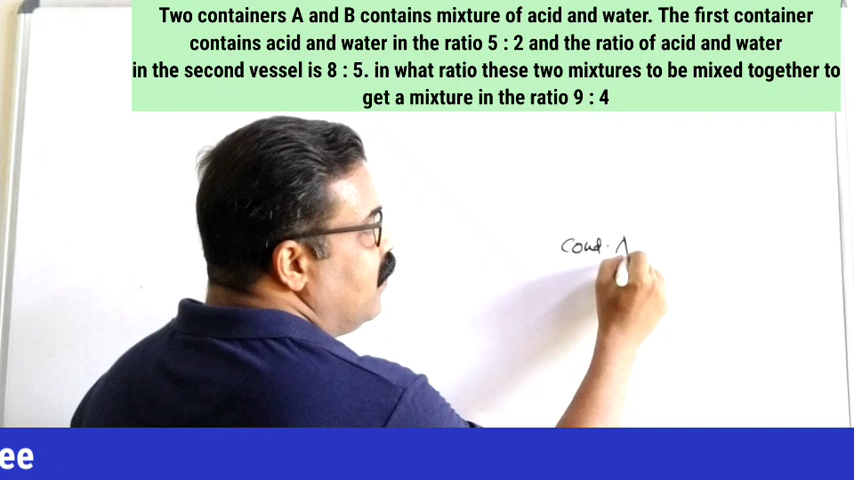 Two containers A and B contains mixture of acid and water. The first container
contains acid and water in the ratio 5 : 2 and the ratio of acid and water
in the second vessel is 8 : 5. in what ratio these two mixtures to be mixed together to
get a mixture in the ratio 9 : 4
A
ee